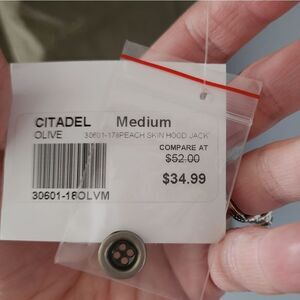 CITADEL Medium
OLIVE 30601-178PEACH SKIN HOOD JACK
COMPARE AT
$52.00
$34.99
30601-18OLVM